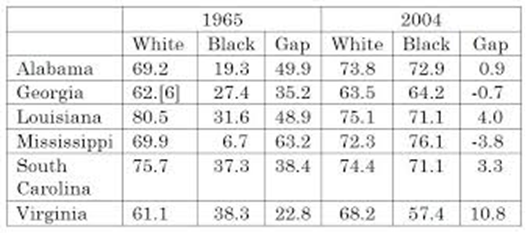 1965 2004
White Black Gap White Black Gap
Alabama 69.2 19.3 49.9 73.8 72.9 0.9
Georgia 62.[6] 27.4 35.2 63.5 64.2 -0.7
Louisiana 80.5 31.6 48.9 75.1 71.1 4.0
Mississippi 69.9 6.7 63.2 72.3 76.1 -3.8
South 75.7 37.3 38.4 74.4 71.1 3.3
Carolina
Virginia 61.1 38.3 22.8 68.2 57.4 10.8